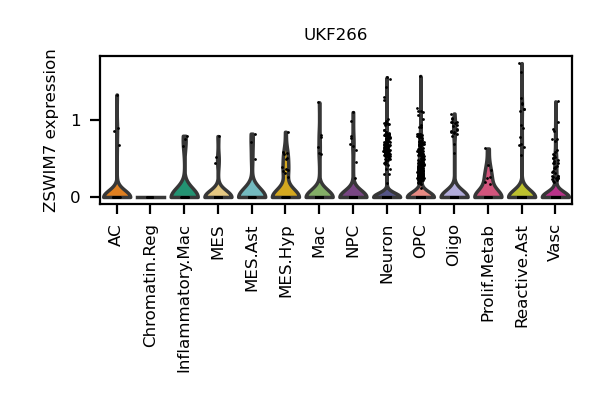 UKF266
ZSWIM7 expression
1
0
AC
Chromatin.Reg
Inflammatory.Mac
MES
MES.Ast
MES.Hyp
Mac
NPC
Neuron
OPC
Oligo
Prolif.Metab
Reactive.Ast
Vasc